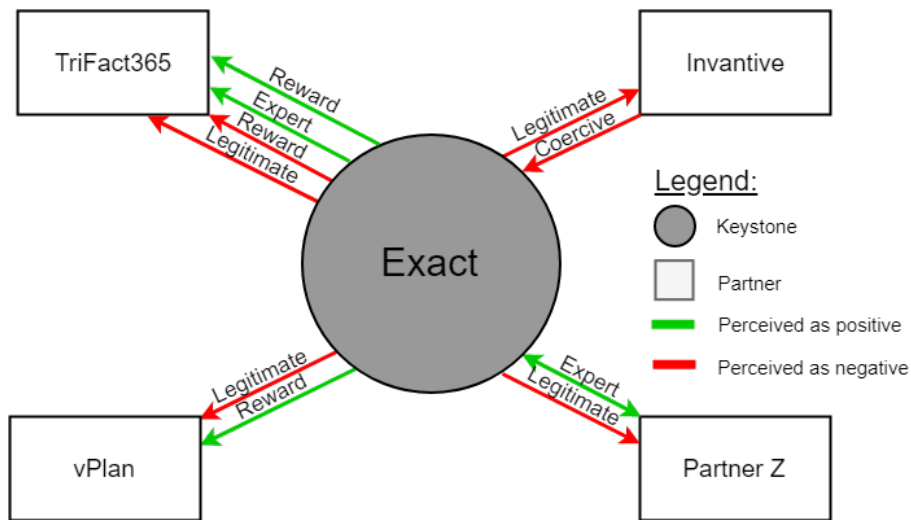 TriFact365
Reward
Expert
Reward
Legitimate
Invantive
Legitimate
Coercive
Exact
Legend:
Keystone
Partner
Perceived as positive
Perceived as negative
vPlan
Legitimate
Reward
Partner Z
Expert
Legitimate